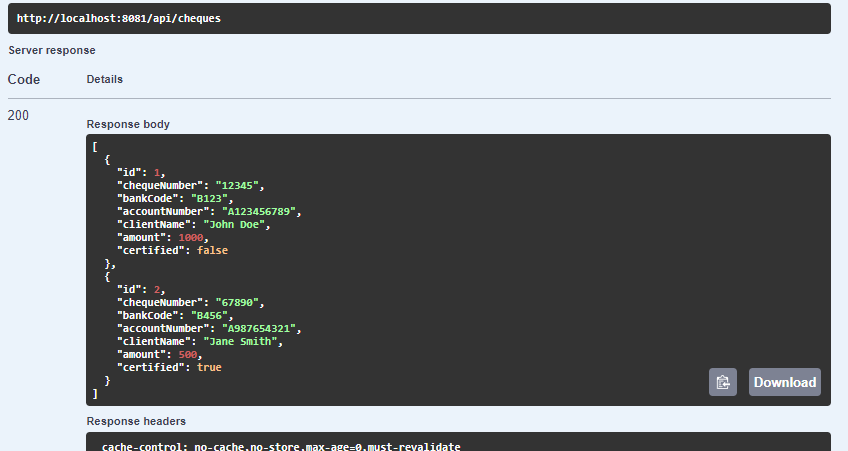 http://localhost:8081/api/cheques
Server response
Code Details
200
Response body
[
  {
    "id": 1,
    "chequeNumber": "12345",
    "bankCode": "B123",
    "accountNumber": "A123456789",
    "clientName": "John Doe",
    "amount": 1000,
    "certified": false
  },
  {
    "id": 2,
    "chequeNumber": "67890",
    "bankCode": "B456",
    "accountNumber": "A987654321",
    "clientName": "Jane Smith",
    "amount": 500,
    "certified": true
  }
]
Download
Response headers
cache-control: no-cache,no-store,max-age=0,must-revalidate